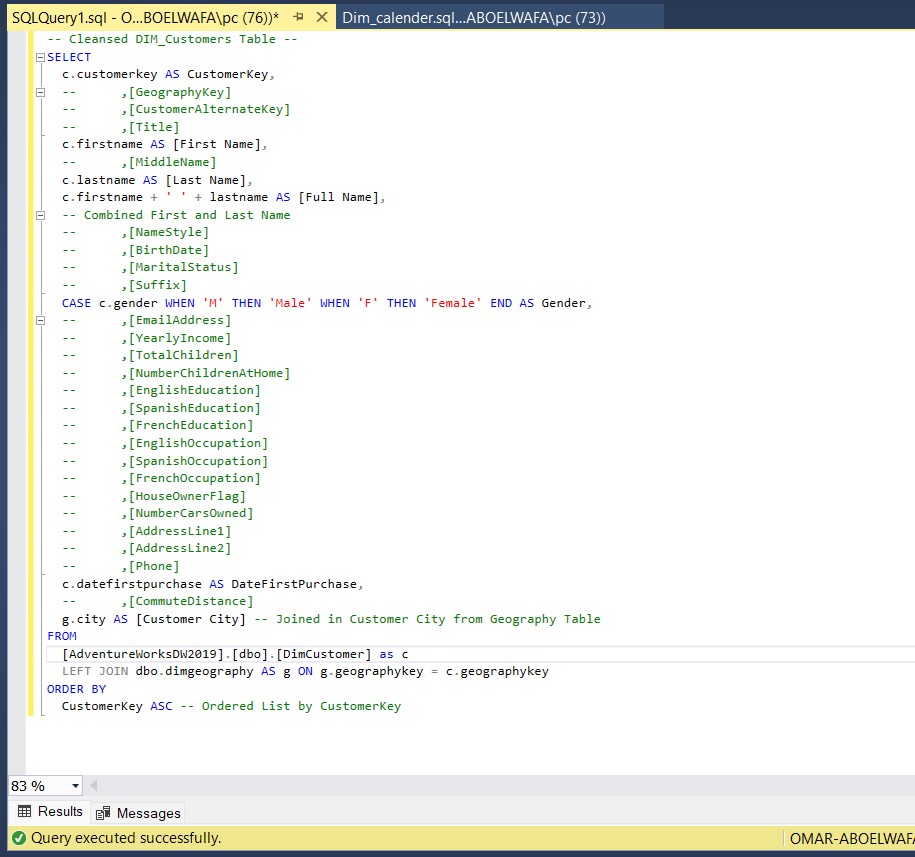 SQLQuery1.sql - O...BOELWAFA\pc (76))* Dim_calender.sql...ABOELWAFA\pc (73))
-- Cleansed DIM_Customers Table --
SELECT
c.customerkey AS CustomerKey,
-- ,[GeographyKey]
-- ,[CustomerAlternateKey]
-- ,[Title]
c.firstname AS [First Name],
-- ,[MiddleName]
c.lastname AS [Last Name],
c.firstname + ' ' + lastname AS [Full Name],
-- Combined First and Last Name
-- ,[NameStyle]
-- ,[BirthDate]
-- ,[MaritalStatus]
-- ,[Suffix]
CASE c.gender WHEN 'M' THEN 'Male' WHEN 'F' THEN 'Female' END AS Gender,
-- ,[EmailAddress]
-- ,[YearlyIncome]
-- ,[TotalChildren]
-- ,[NumberChildrenAtHome]
-- ,[EnglishEducation]
-- ,[SpanishEducation]
-- ,[FrenchEducation]
-- ,[EnglishOccupation]
-- ,[SpanishOccupation]
-- ,[FrenchOccupation]
-- ,[HouseOwnerFlag]
-- ,[NumberCarsOwned]
-- ,[AddressLine1]
-- ,[AddressLine2]
-- ,[Phone]
c.datefirstpurchase AS DateFirstPurchase,
-- ,[CommuteDistance]
g.city AS [Customer City] -- Joined in Customer City from Geography Table
FROM
[AdventureWorksDW2019].[dbo].[DimCustomer] as c
LEFT JOIN dbo.dimgeography AS g ON g.geographykey = c.geographykey
ORDER BY
CustomerKey ASC -- Ordered List by CustomerKey
83 %
Results Messages
Query executed successfully. OMAR-ABOELWAFA